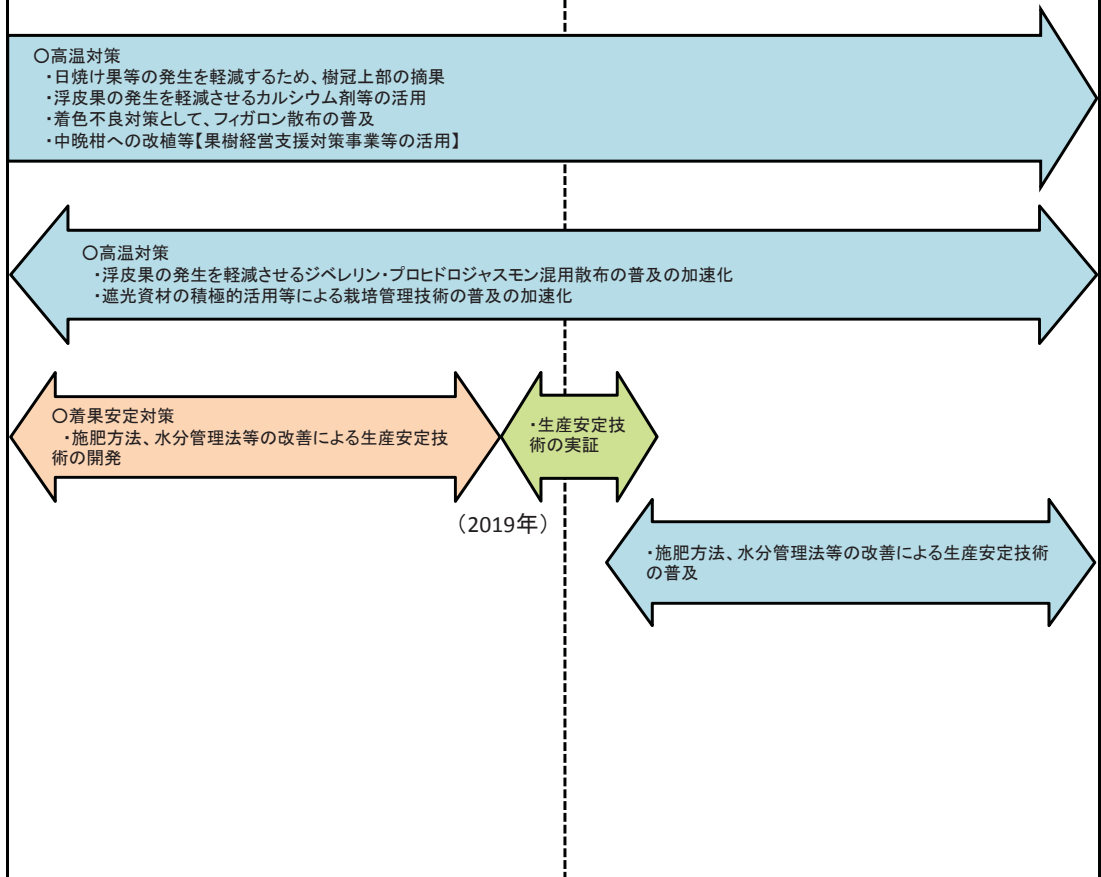 ○高温対策
・日焼け果等の発生を軽減するため、樹冠上部の摘果
・浮皮果の発生を軽減させるカルシウム剤等の活用
・着色不良対策として、フィガロン散布の普及
・中晩柑への改植等【果樹経営支援対策事業等の活用】
○高温対策
・浮皮果の発生を軽減させるジベレリン・プロヒドロジャスモン混用散布の普及の加速化
・遮光資材の積極的活用等による栽培管理技術の普及の加速化
○着果安定対策
・施肥方法、水分管理法等の改善による生産安定技
術の開発
・生産安定技
術の実証
（2019年）
・施肥方法、水分管理法等の改善による生産安定技術
の普及